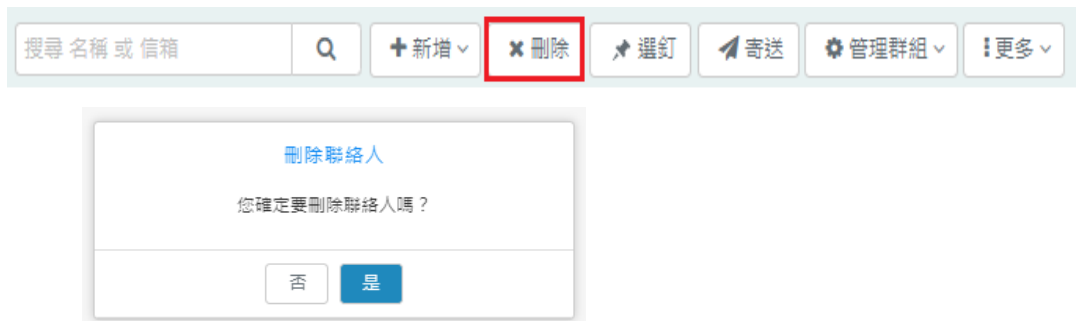 搜尋 名稱 或 信箱 新增 刪除 選釘 寄送 管理群組 更多
刪除聯絡人
您確定要刪除聯絡人嗎？
否 是